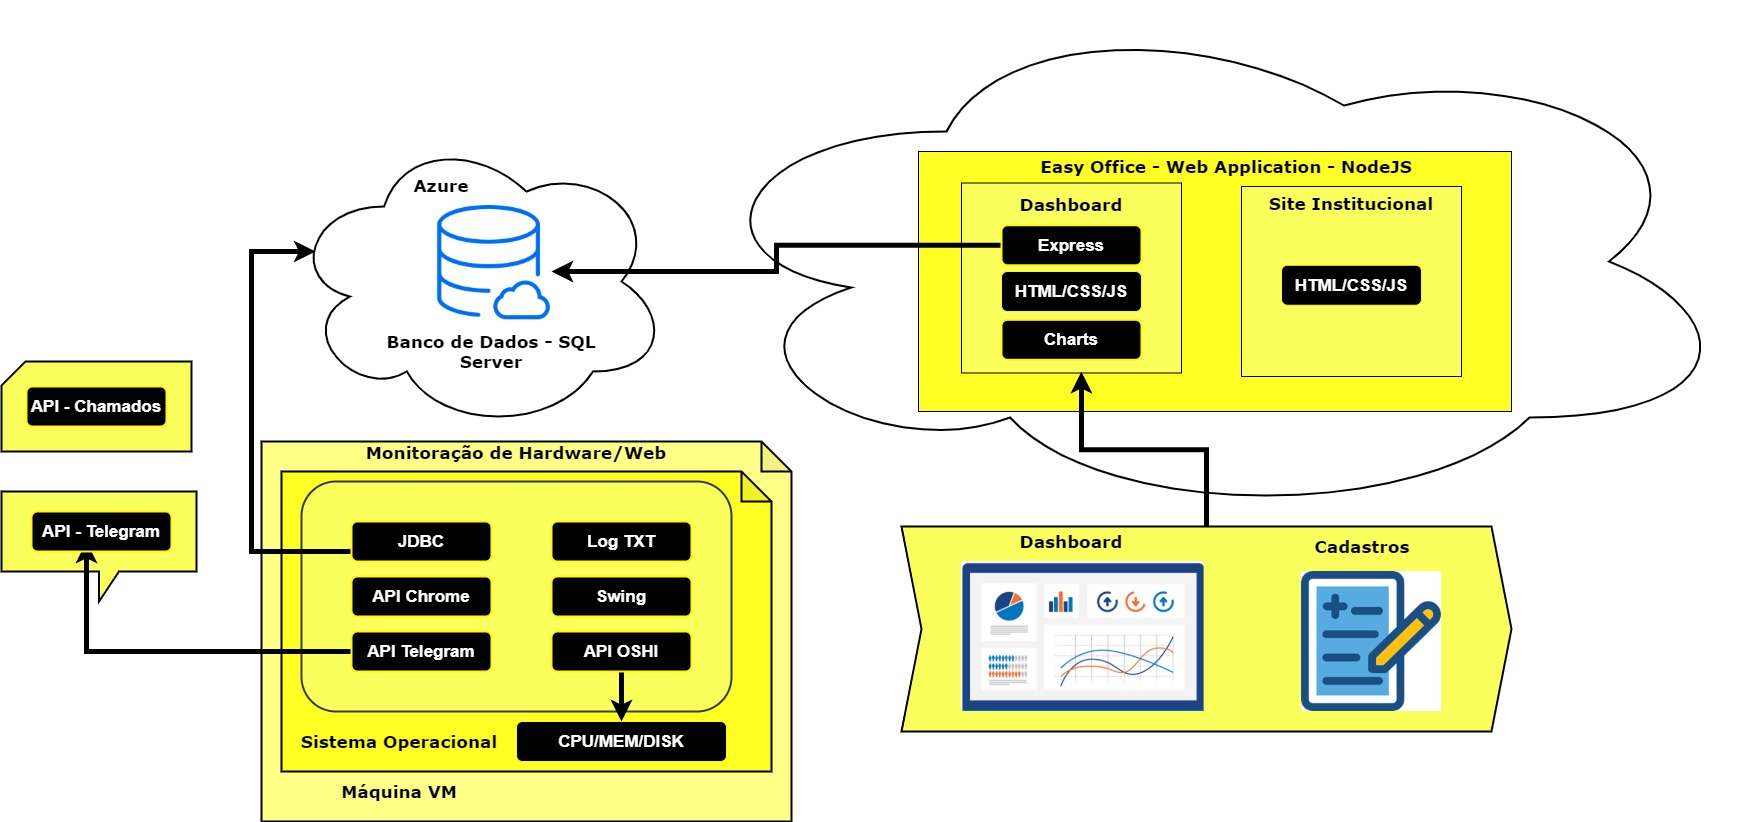 Easy Office - Web Application - NodeJS
Azure
Dashboard
Site Institucional
Express
HTML/CSS/JS
HTML/CSS/JS
Charts
Banco de Dados - SQL
Server
API - Chamados
Monitoração de Hardware/Web
API - Telegram
JDBC
Log TXT
API Chrome
Swing
API Telegram
API OSHI
Sistema Operacional
CPU/MEM/DISK
Máquina VM
Dashboard
Cadastros